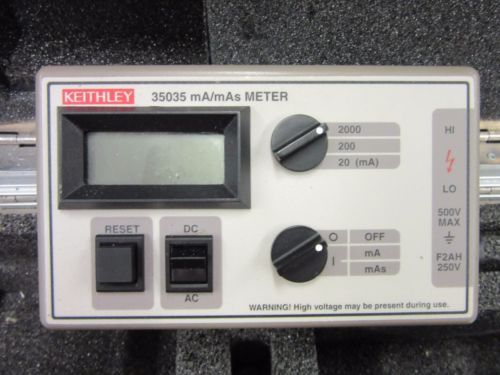 KEITHLEY 35035 mA/mAs METER
2000
200
20 (mA)
HI
LO
500V
MAX
F2AH
250V
RESET
DC
AC
O OFF
I mA
mAs
WARNING! High voltage may be present during use.